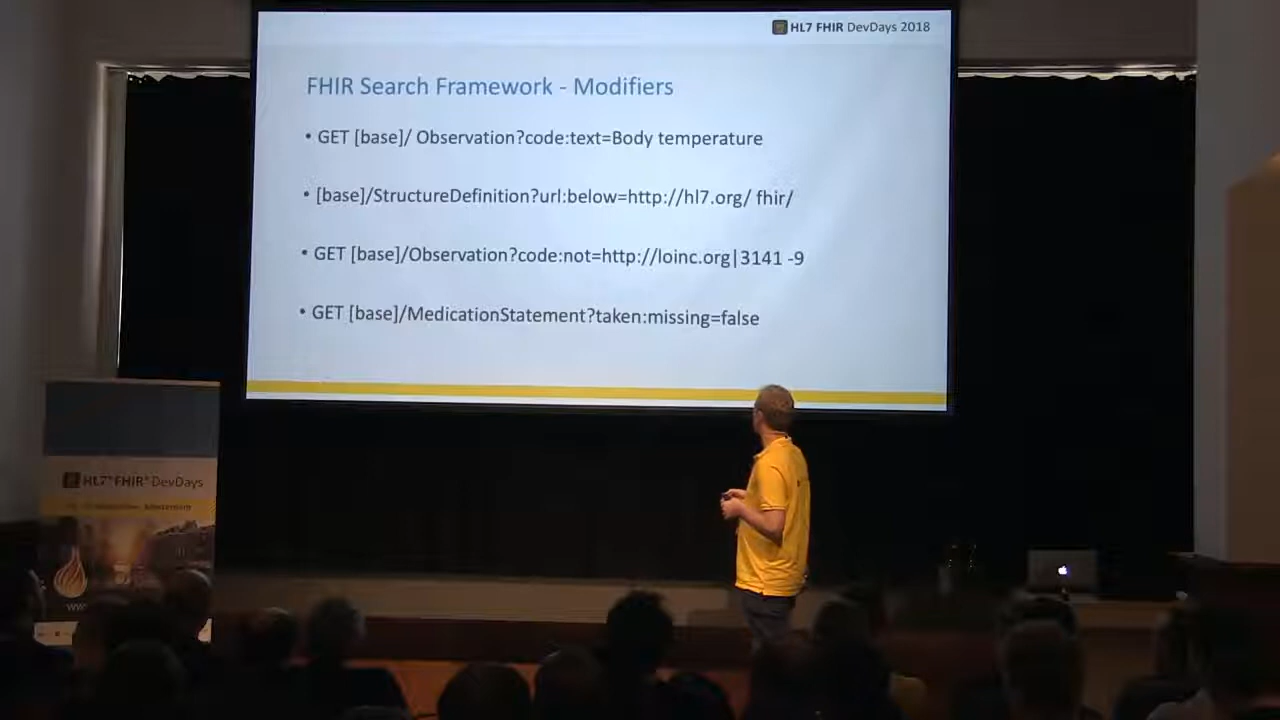 HL7 FHIR DevDays 2018
FHIR Search Framework - Modifiers
• GET [base]/ Observation?code:text=Body temperature
• [base]/StructureDefinition?url:below=http://hl7.org/ fhir/
• GET [base]/Observation?code:not=http://loinc.org|3141 -9
• GET [base]/MedicationStatement?taken:missing=false
HL7® FHIR® DevDays